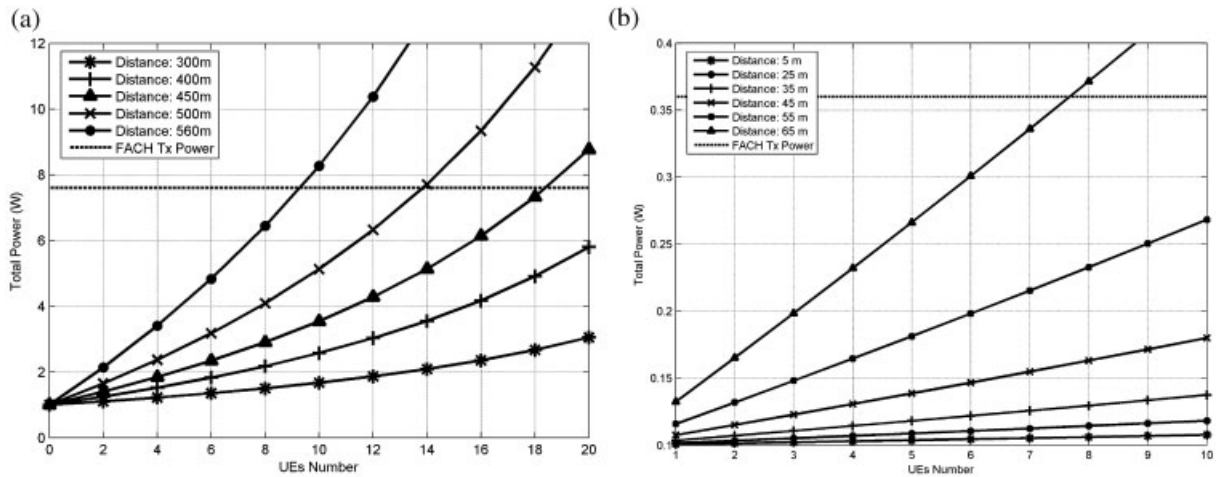 (a)
12
10
8
6
4
2
0
Total Power (W)
Distance: 300m
Distance: 400m
Distance: 450m
Distance: 500m
Distance: 560m
FACH Tx Power
0 2 4 6 8 10 12 14 16 18 20
UEs Number
(b)
0.4
0.35
0.3
0.25
0.2
0.15
0.1
Total Power (W)
Distance: 5 m
Distance: 25 m
Distance: 35 m
Distance: 45 m
Distance: 55 m
Distance: 65 m
FACH Tx Power
1 2 3 4 5 6 7 8 9 10
UEs Number